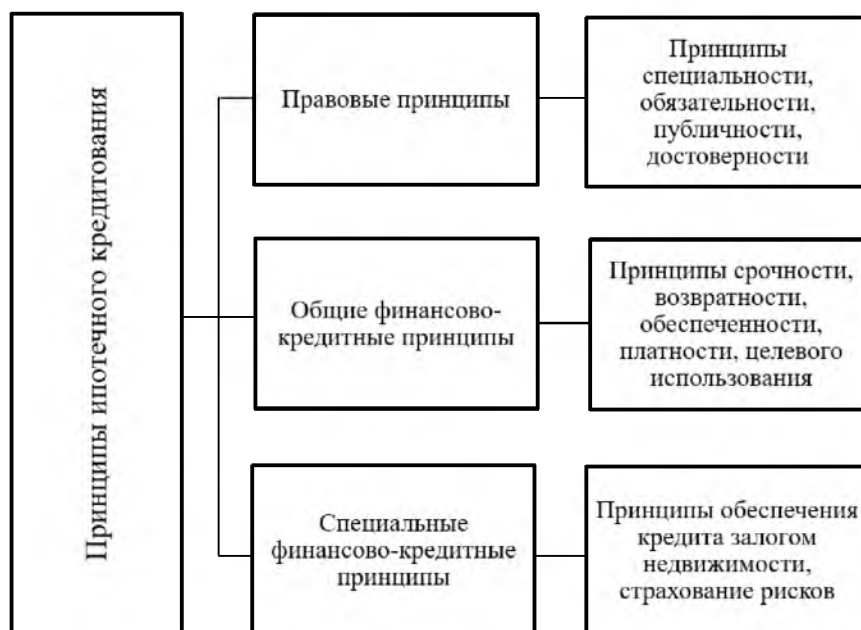 Принципы ипотечного кредитования
Правовые принципы
Принципы
специальности,
обязательности,
публичности,
достоверности
Общие финансово-
кредитные принципы
Принципы срочности,
возвратности,
обеспеченности,
платности, целевого
использования
Специальные
финансово-кредитные
принципы
Принципы обеспечения
кредита залогом
недвижимости,
страхование рисков